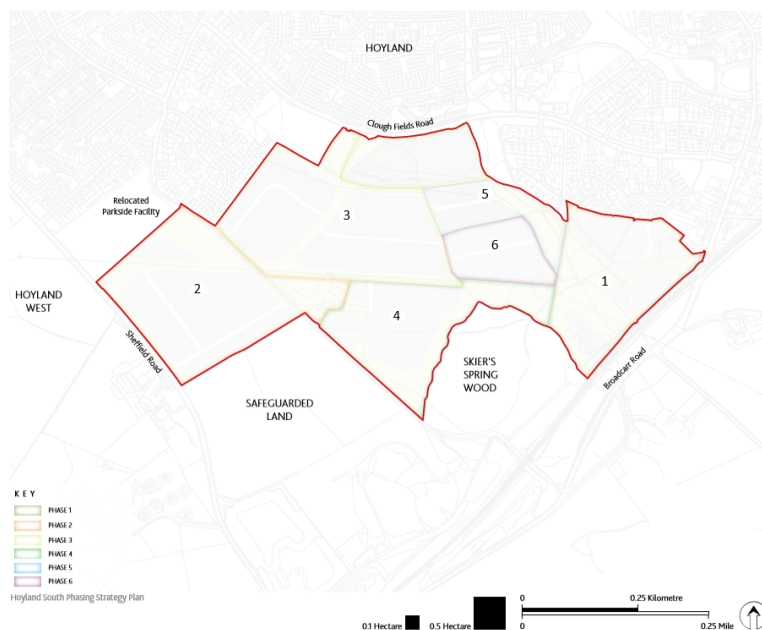 HOYLAND
Clough Fields Road
Relocated
Parkside Facility
5
3
6
1
2
HOYLAND
WEST
4
Sheffield Road
SKIER'S
SPRING
WOOD
Broadcarr Road
SAFEGUARDED
LAND
KEY
PHASE 1
PHASE 2
PHASE 3
PHASE 4
PHASE 5
PHASE 6
Hoyland South Phasing Strategy Plan
0.1 Hectare
0.5 Hectare
0 0.25 Kilometre
0 0.25 Mile